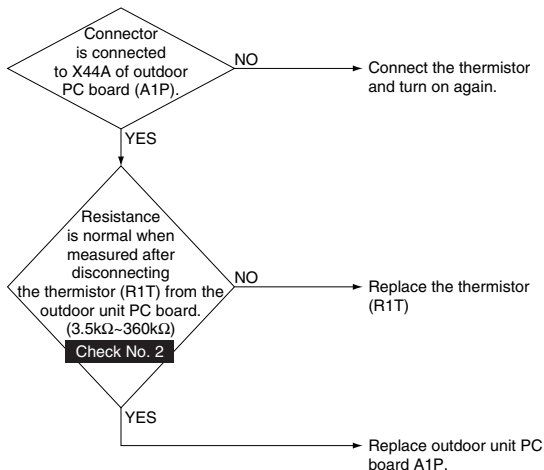 Connector
is connected
to X44A of outdoor
PC board (A1P).
NO
Connect the thermistor
and turn on again.
YES
Resistance
is normal when
measured after
disconnecting
the thermistor (R1T) from the
outdoor unit PC board.
(3.5kΩ~360kΩ)
Check No. 2
NO
Replace the thermistor
(R1T)
YES
Replace outdoor unit PC
board A1P.